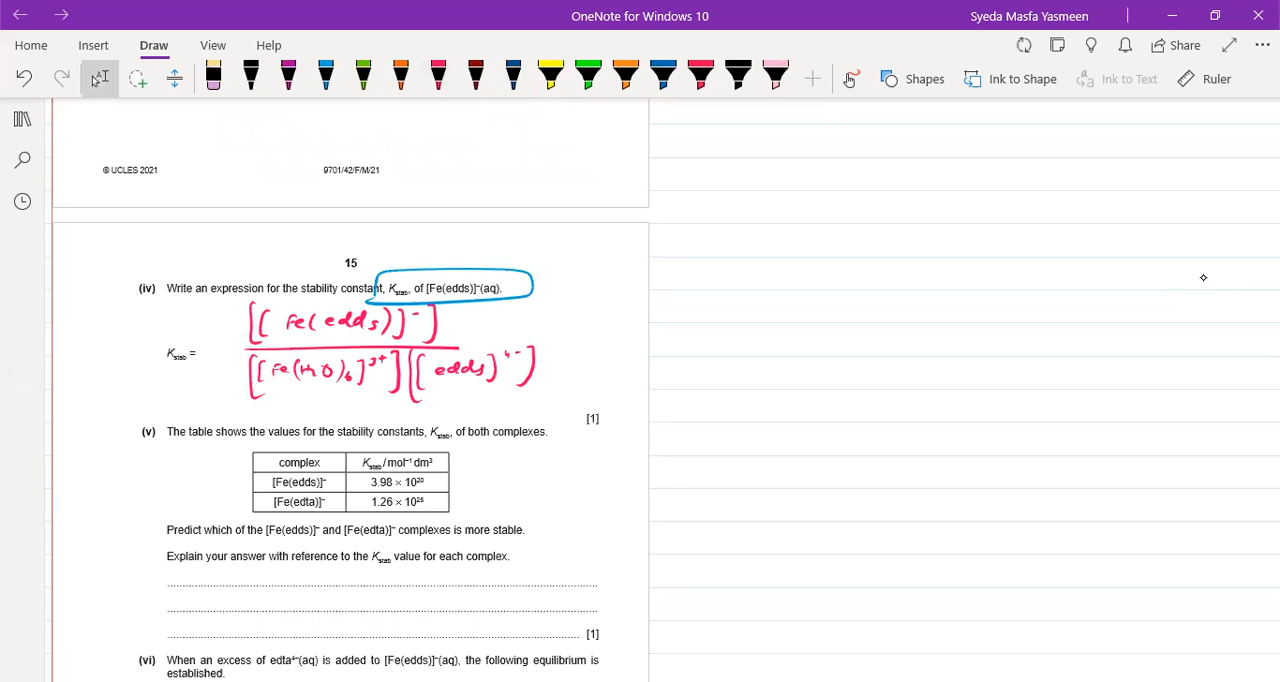 OneNote for Windows 10
Syeda Masfa Yasmeen
Home Insert Draw View Help
Share
Shapes Ink to Shape Ink to Text Ruler
© UCLES 2021 9701/42/F/M/21
15
(iv) Write an expression for the stability constant, Kstab, of [Fe(edds)]⁻(aq).
[[Fe(edds)]⁻]
Kstab =
[[Fe(H₂O)₆]³⁺][[edds]⁴⁻]
[1]
(v) The table shows the values for the stability constants, Kstab, of both complexes.
complex Kstab / mol⁻¹ dm³
[Fe(edds)]⁻ 3.98 × 10²⁰
[Fe(edta)]⁻ 1.26 × 10²⁵
Predict which of the [Fe(edds)]⁻ and [Fe(edta)]⁻ complexes is more stable.
Explain your answer with reference to the Kstab value for each complex.
[1]
(vi) When an excess of edta⁴⁻(aq) is added to [Fe(edds)]⁻(aq), the following equilibrium is
established.